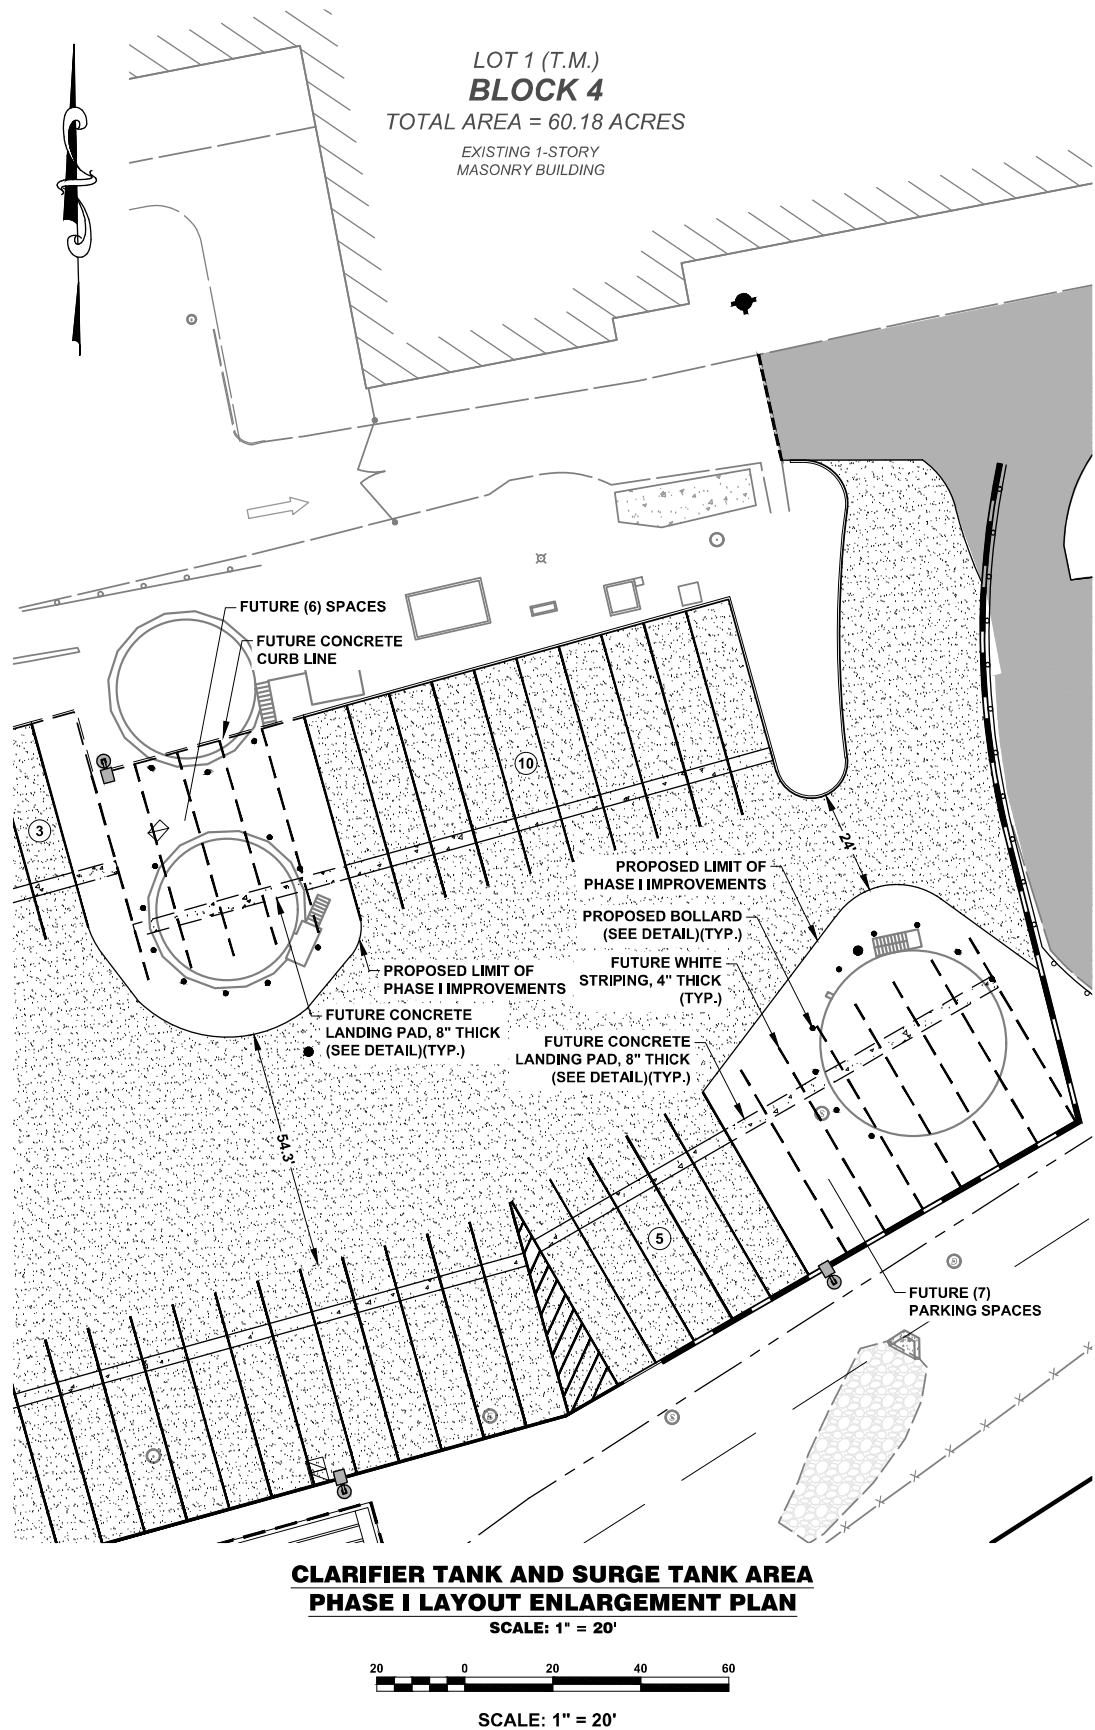 LOT 1 (T.M.)
BLOCK 4
TOTAL AREA = 60.18 ACRES
EXISTING 1-STORY
MASONRY BUILDING
FUTURE (6) SPACES
FUTURE CONCRETE
CURB LINE
10
3
24'
PROPOSED LIMIT OF
PHASE I IMPROVEMENTS
PROPOSED BOLLARD
(SEE DETAIL)(TYP.)
FUTURE WHITE
STRIPING, 4" THICK
(TYP.)
PROPOSED LIMIT OF
PHASE I IMPROVEMENTS
FUTURE CONCRETE
LANDING PAD, 8" THICK
(SEE DETAIL)(TYP.)
FUTURE CONCRETE
LANDING PAD, 8" THICK
(SEE DETAIL)(TYP.)
54.3'
5
FUTURE (7)
PARKING SPACES
CLARIFIER TANK AND SURGE TANK AREA
PHASE I LAYOUT ENLARGEMENT PLAN
SCALE: 1" = 20'
20 0 20 40 60
SCALE: 1" = 20'